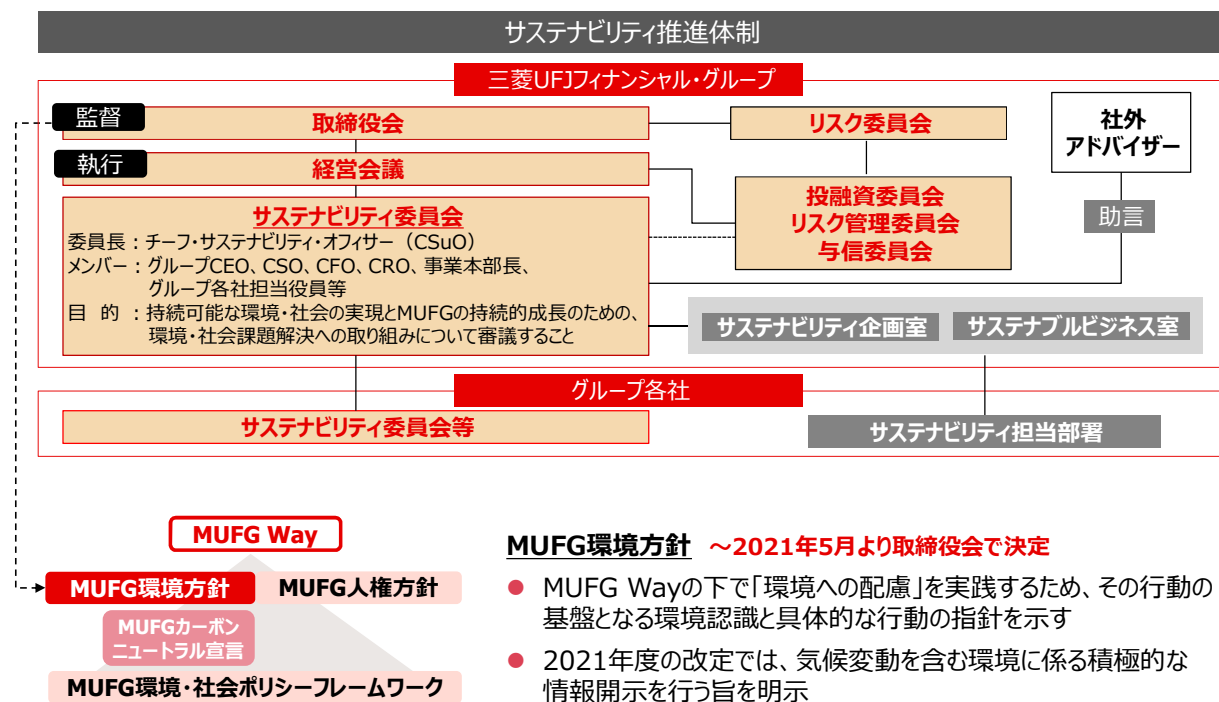 サステナビリティ推進体制
三菱UFJフィナンシャル・グループ
監督
取締役会
リスク委員会
社外
アドバイザー
執行
経営会議
投融資委員会
リスク管理委員会
与信委員会
助言
サステナビリティ委員会
委員長：チーフ・サステナビリティ・オフィサー（CSuO）
メンバー：グループCEO、CSO、CFO、CRO、事業本部長、
グループ各社担当役員等
目 的 ：持続可能な環境・社会の実現とMUFGの持続的成長のための、
環境・社会課題解決への取り組みについて審議すること
サステナビリティ企画室
サステナブルビジネス室
グループ各社
サステナビリティ委員会等
サステナビリティ担当部署
MUFG Way
MUFG環境方針
MUFG人権方針
MUFGカーボン
ニュートラル宣言
MUFG環境・社会ポリシーフレームワーク
MUFG環境方針 ～2021年5月より取締役会で決定
● MUFG Wayの下で「環境への配慮」を実践するため、その行動の
基盤となる環境認識と具体的な行動の指針を示す
● 2021年度の改定では、気候変動を含む環境に係る積極的な
情報開示を行う旨を明示